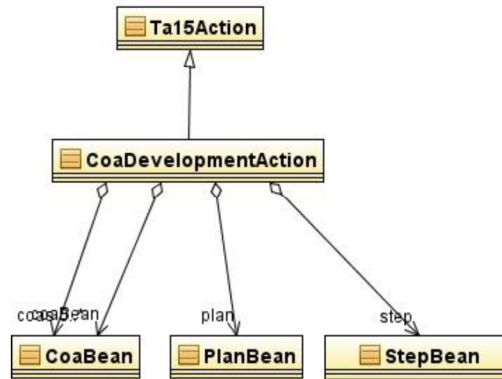 Ta15Action
CoaDevelopmentAction
plan
step
CoaBean
PlanBean
StepBean